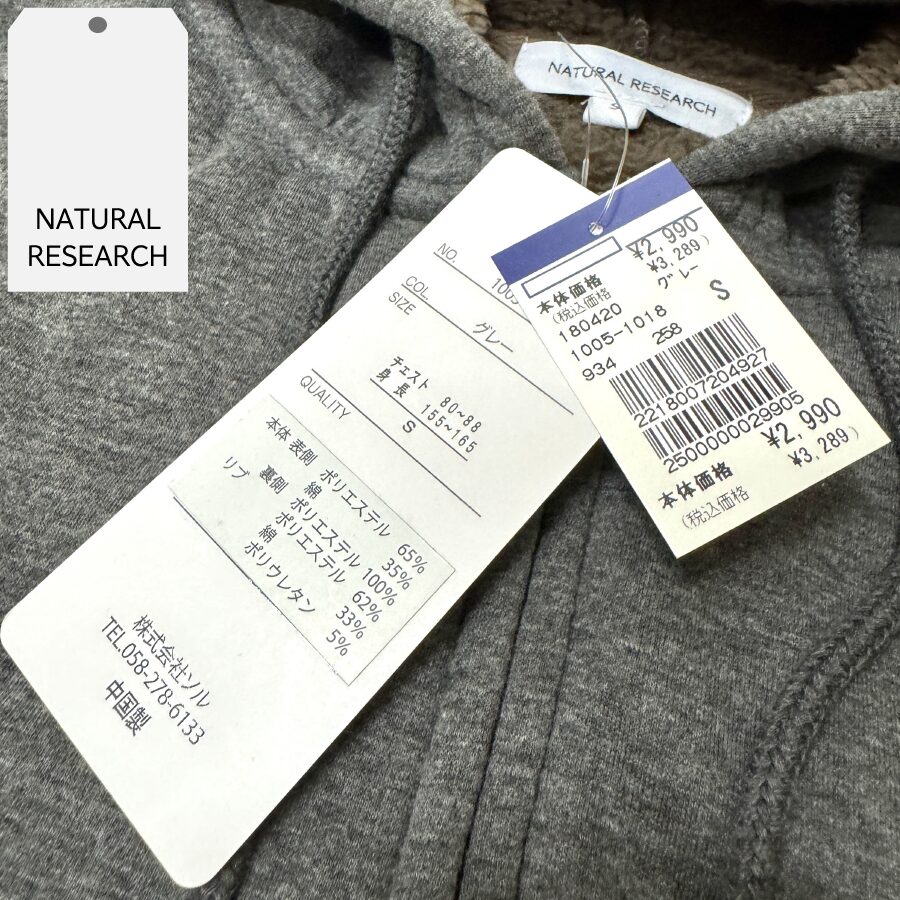 NATURAL
RESEARCH
NATURAL RESEARCH
S
NO.
1005
COL.
グレー
SIZE
チェスト 80~88
身長 155~165
S
QUALITY
本体 表側 ポリエステル 65%
綿 35%
裏側 ポリエステル 100%
リブ ポリエステル 62%
綿 33%
ポリウレタン 5%
株式会社ソル
TEL.058-278-6133
中国製
本体価格 ¥2,990
(税込価格 ¥3,289)
180420 グレー
1005-1018 S
934 258
2218007204927
2500000029905
本体価格 ¥2,990
(税込価格 ¥3,289)